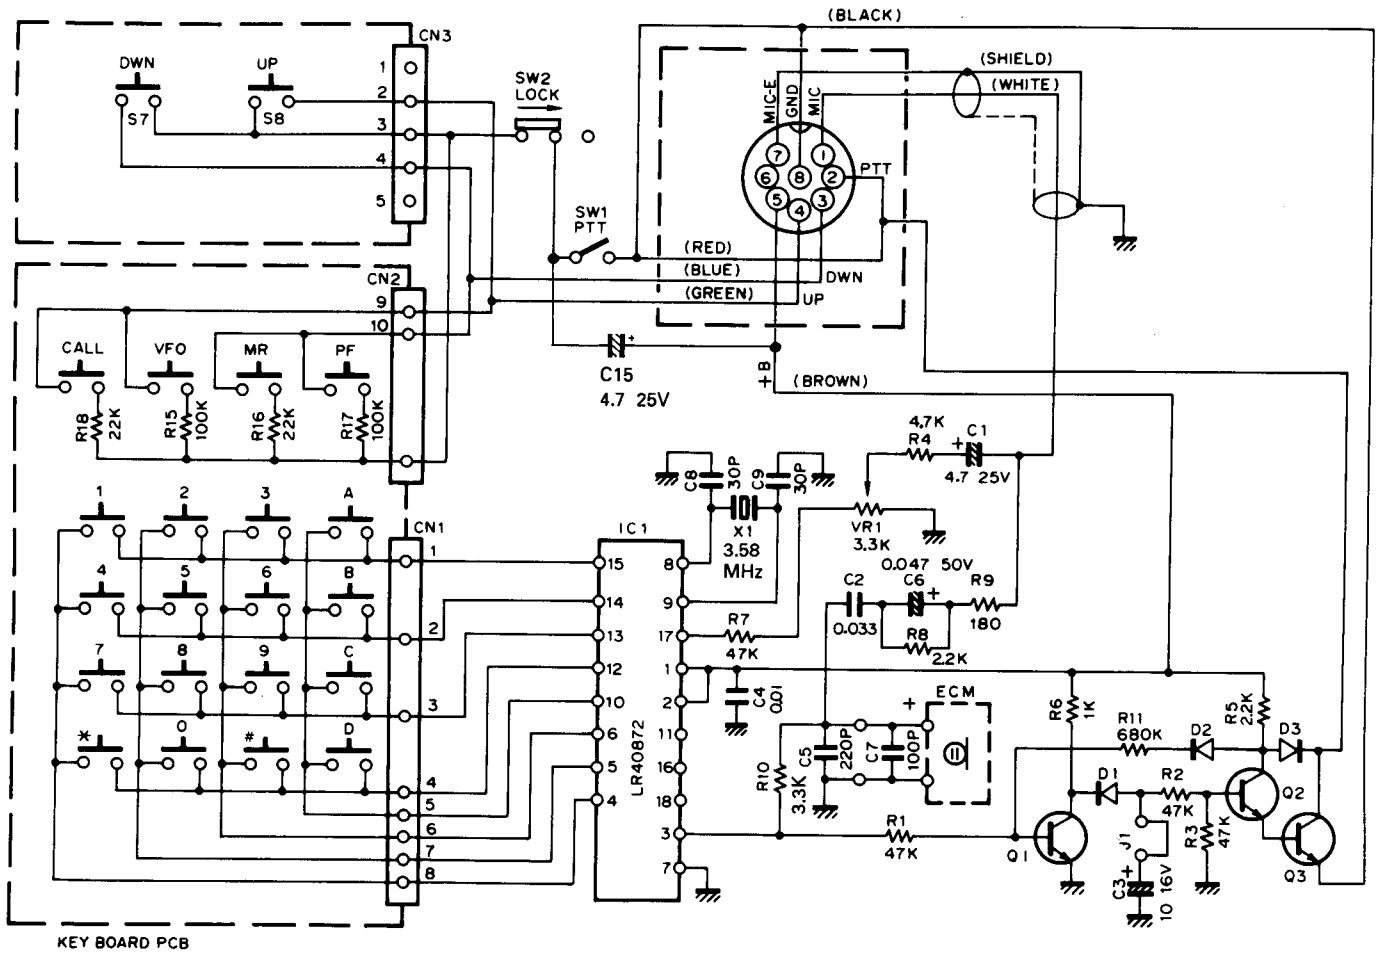 (BLACK)
CN3
DWN
UP
S7
S8
1
2
3
4
5
SW2
LOCK
SW1
PTT
(SHIELD)
(WHITE)
MIC-E
GND
MIC
7
1
6
8
2
5
4
3
PTT
(RED)
(BLUE)
DWN
(GREEN)
UP
CN2
9
10
CALL
VFO
MR
PF
R18
22K
R15
100K
R16
22K
R17
100K
C15
4.7 25V
+
+B
(BROWN)
4.7K
R4
+
C1
4.7 25V
C8
30P
C9
30P
X1
3.58
MHz
VR1
3.3K
CN1
1
2
3
A
4
5
6
B
7
8
9
C
*
0
#
D
1
2
3
4
5
6
7
8
IC1
LR40872
15
14
13
12
10
6
5
4
8
9
17
1
2
11
16
18
3
7
R7
47K
0.047 50V
C2
C6
+
R9
0.033
180
R8
2.2K
C4
0.01
+
ECM
R10
3.3K
C5
220P
C7
100P
R6
1K
R11
680K
D2
R5
2.2K
D3
D1
R2
47K
Q2
R1
47K
Q1
J1
R3
47K
Q3
C3
+
10 16V
KEY BOARD PCB